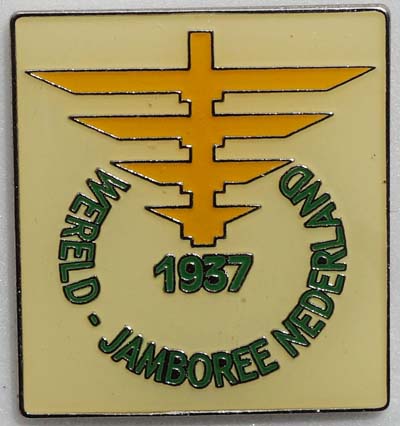 1937
WERELD - JAMBOREE NEDERLAND